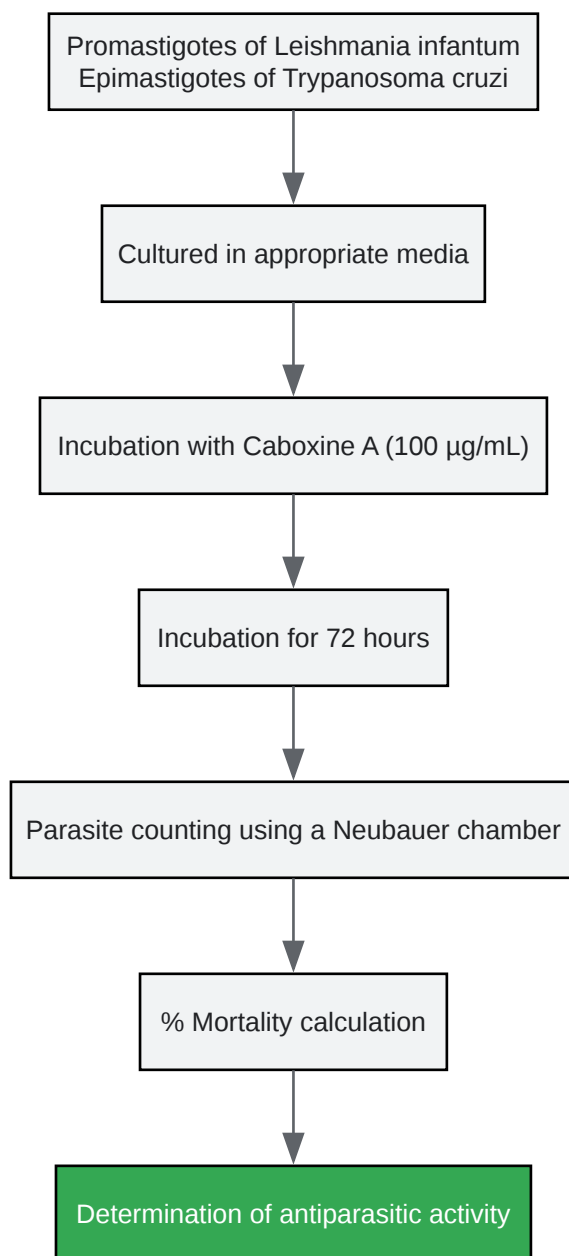 Promastigotes of Leishmania infantum
Epimastigotes of Trypanosoma cruzi
Cultured in appropriate media
Incubation with Caboxine A (100 µg/mL)
Incubation for 72 hours
Parasite counting using a Neubauer chamber
% Mortality calculation
Determination of antiparasitic activity